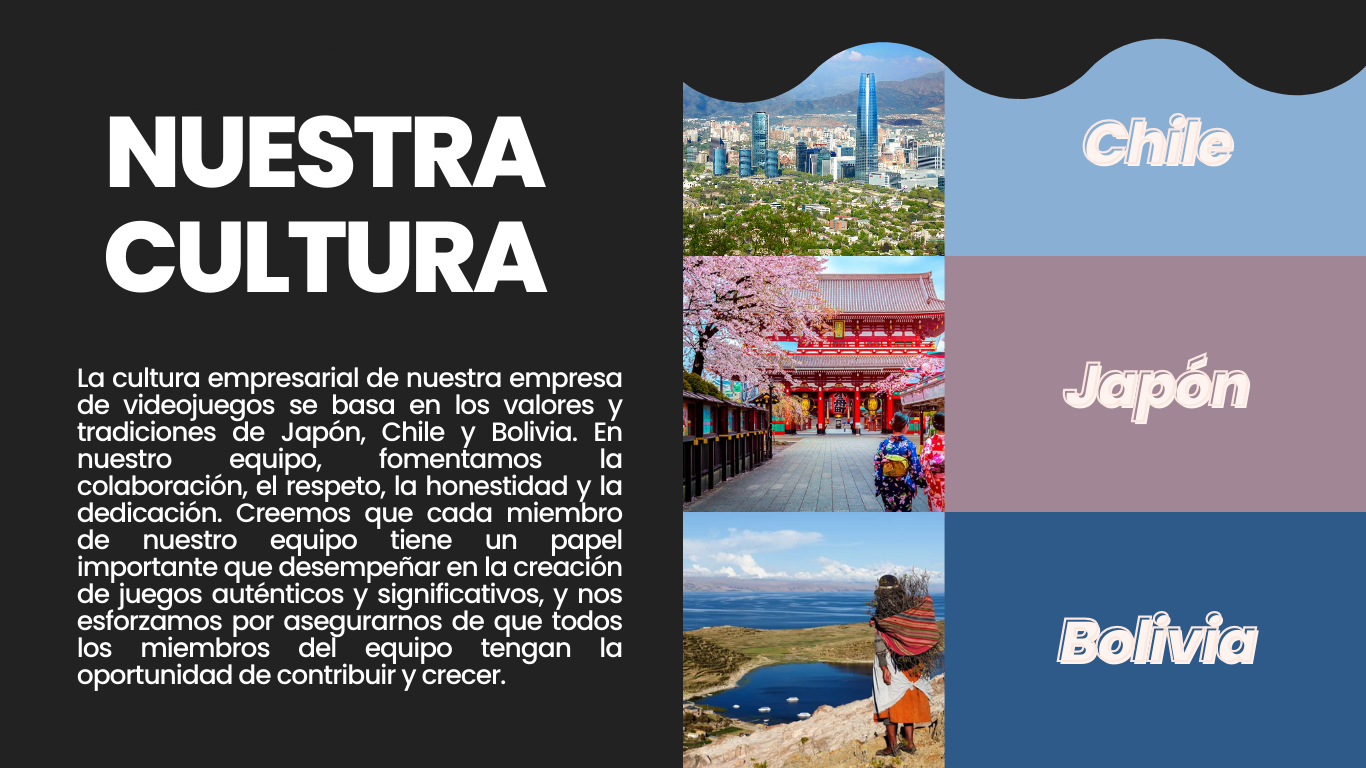 NUESTRA
CULTURA
La cultura empresarial de nuestra empresa
de videojuegos se basa en los valores y
tradiciones de Japón, Chile y Bolivia. En
nuestro equipo, fomentamos la
colaboración, el respeto, la honestidad y la
dedicación. Creemos que cada miembro
de nuestro equipo tiene un papel
importante que desempeñar en la creación
de juegos auténticos y significativos, y nos
esforzamos por asegurarnos de que todos
los miembros del equipo tengan la
oportunidad de contribuir y crecer.
Chile
Japón
Bolivia